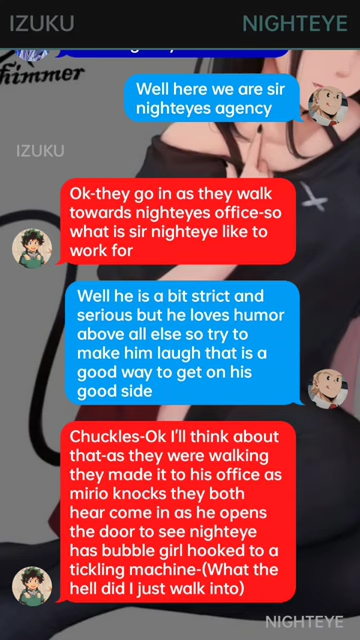 IZUKU
NIGHTEYE
himmer
Well here we are sir
nighteyes agency
IZUKU
Ok-they go in as they walk
towards nighteyes office-so
what is sir nighteye like to
work for
Well he is a bit strict and
serious but he loves humor
above all else so try to
make him laugh that is a
good way to get on his
good side
Chuckles-Ok I'll think about
that-as they were walking
they made it to his office as
mirio knocks they both
hear come in as he opens
the door to see nighteye
has bubble girl hooked to a
tickling machine-(What the
hell did I just walk into)
NIGHTEYE